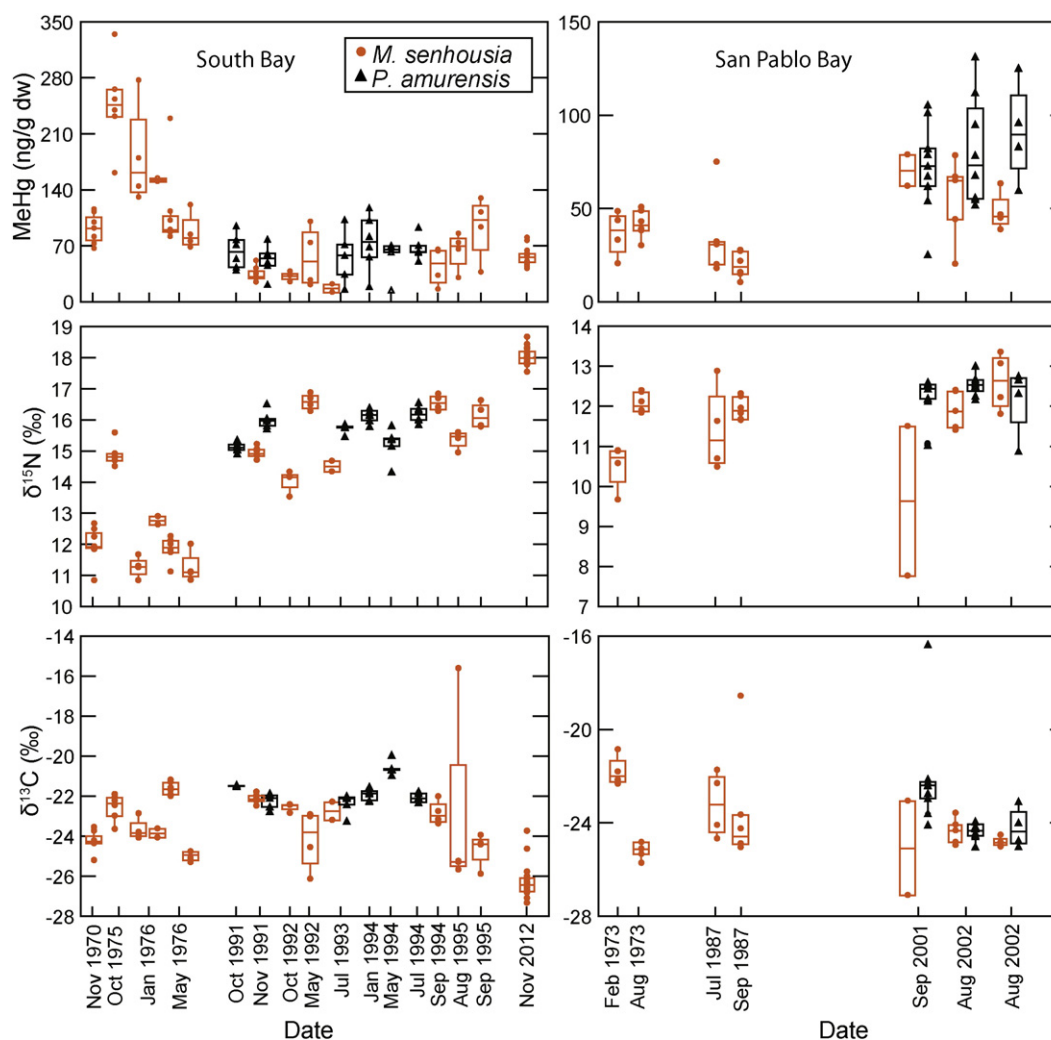 South Bay
M. senhousia
P. amurensis
San Pablo Bay
MeHg (ng/g dw)
350
280
210
140
70
0
150
100
50
0
δ¹⁵N (‰)
19
18
17
16
15
14
13
12
11
10
14
13
12
11
10
9
8
7
δ¹³C (‰)
-14
-16
-18
-20
-22
-24
-26
-28
-16
-20
-24
-28
Nov 1970
Oct 1975
Jan 1976
May 1976
Oct 1991
Nov 1991
Oct 1992
May 1992
Jul 1993
Jan 1994
May 1994
Sep 1994
Aug 1995
Sep 1995
Nov 2012
Feb 1973
Aug 1973
Jul 1987
Sep 1987
Sep 2001
Aug 2002
Aug 2002
Date
Date